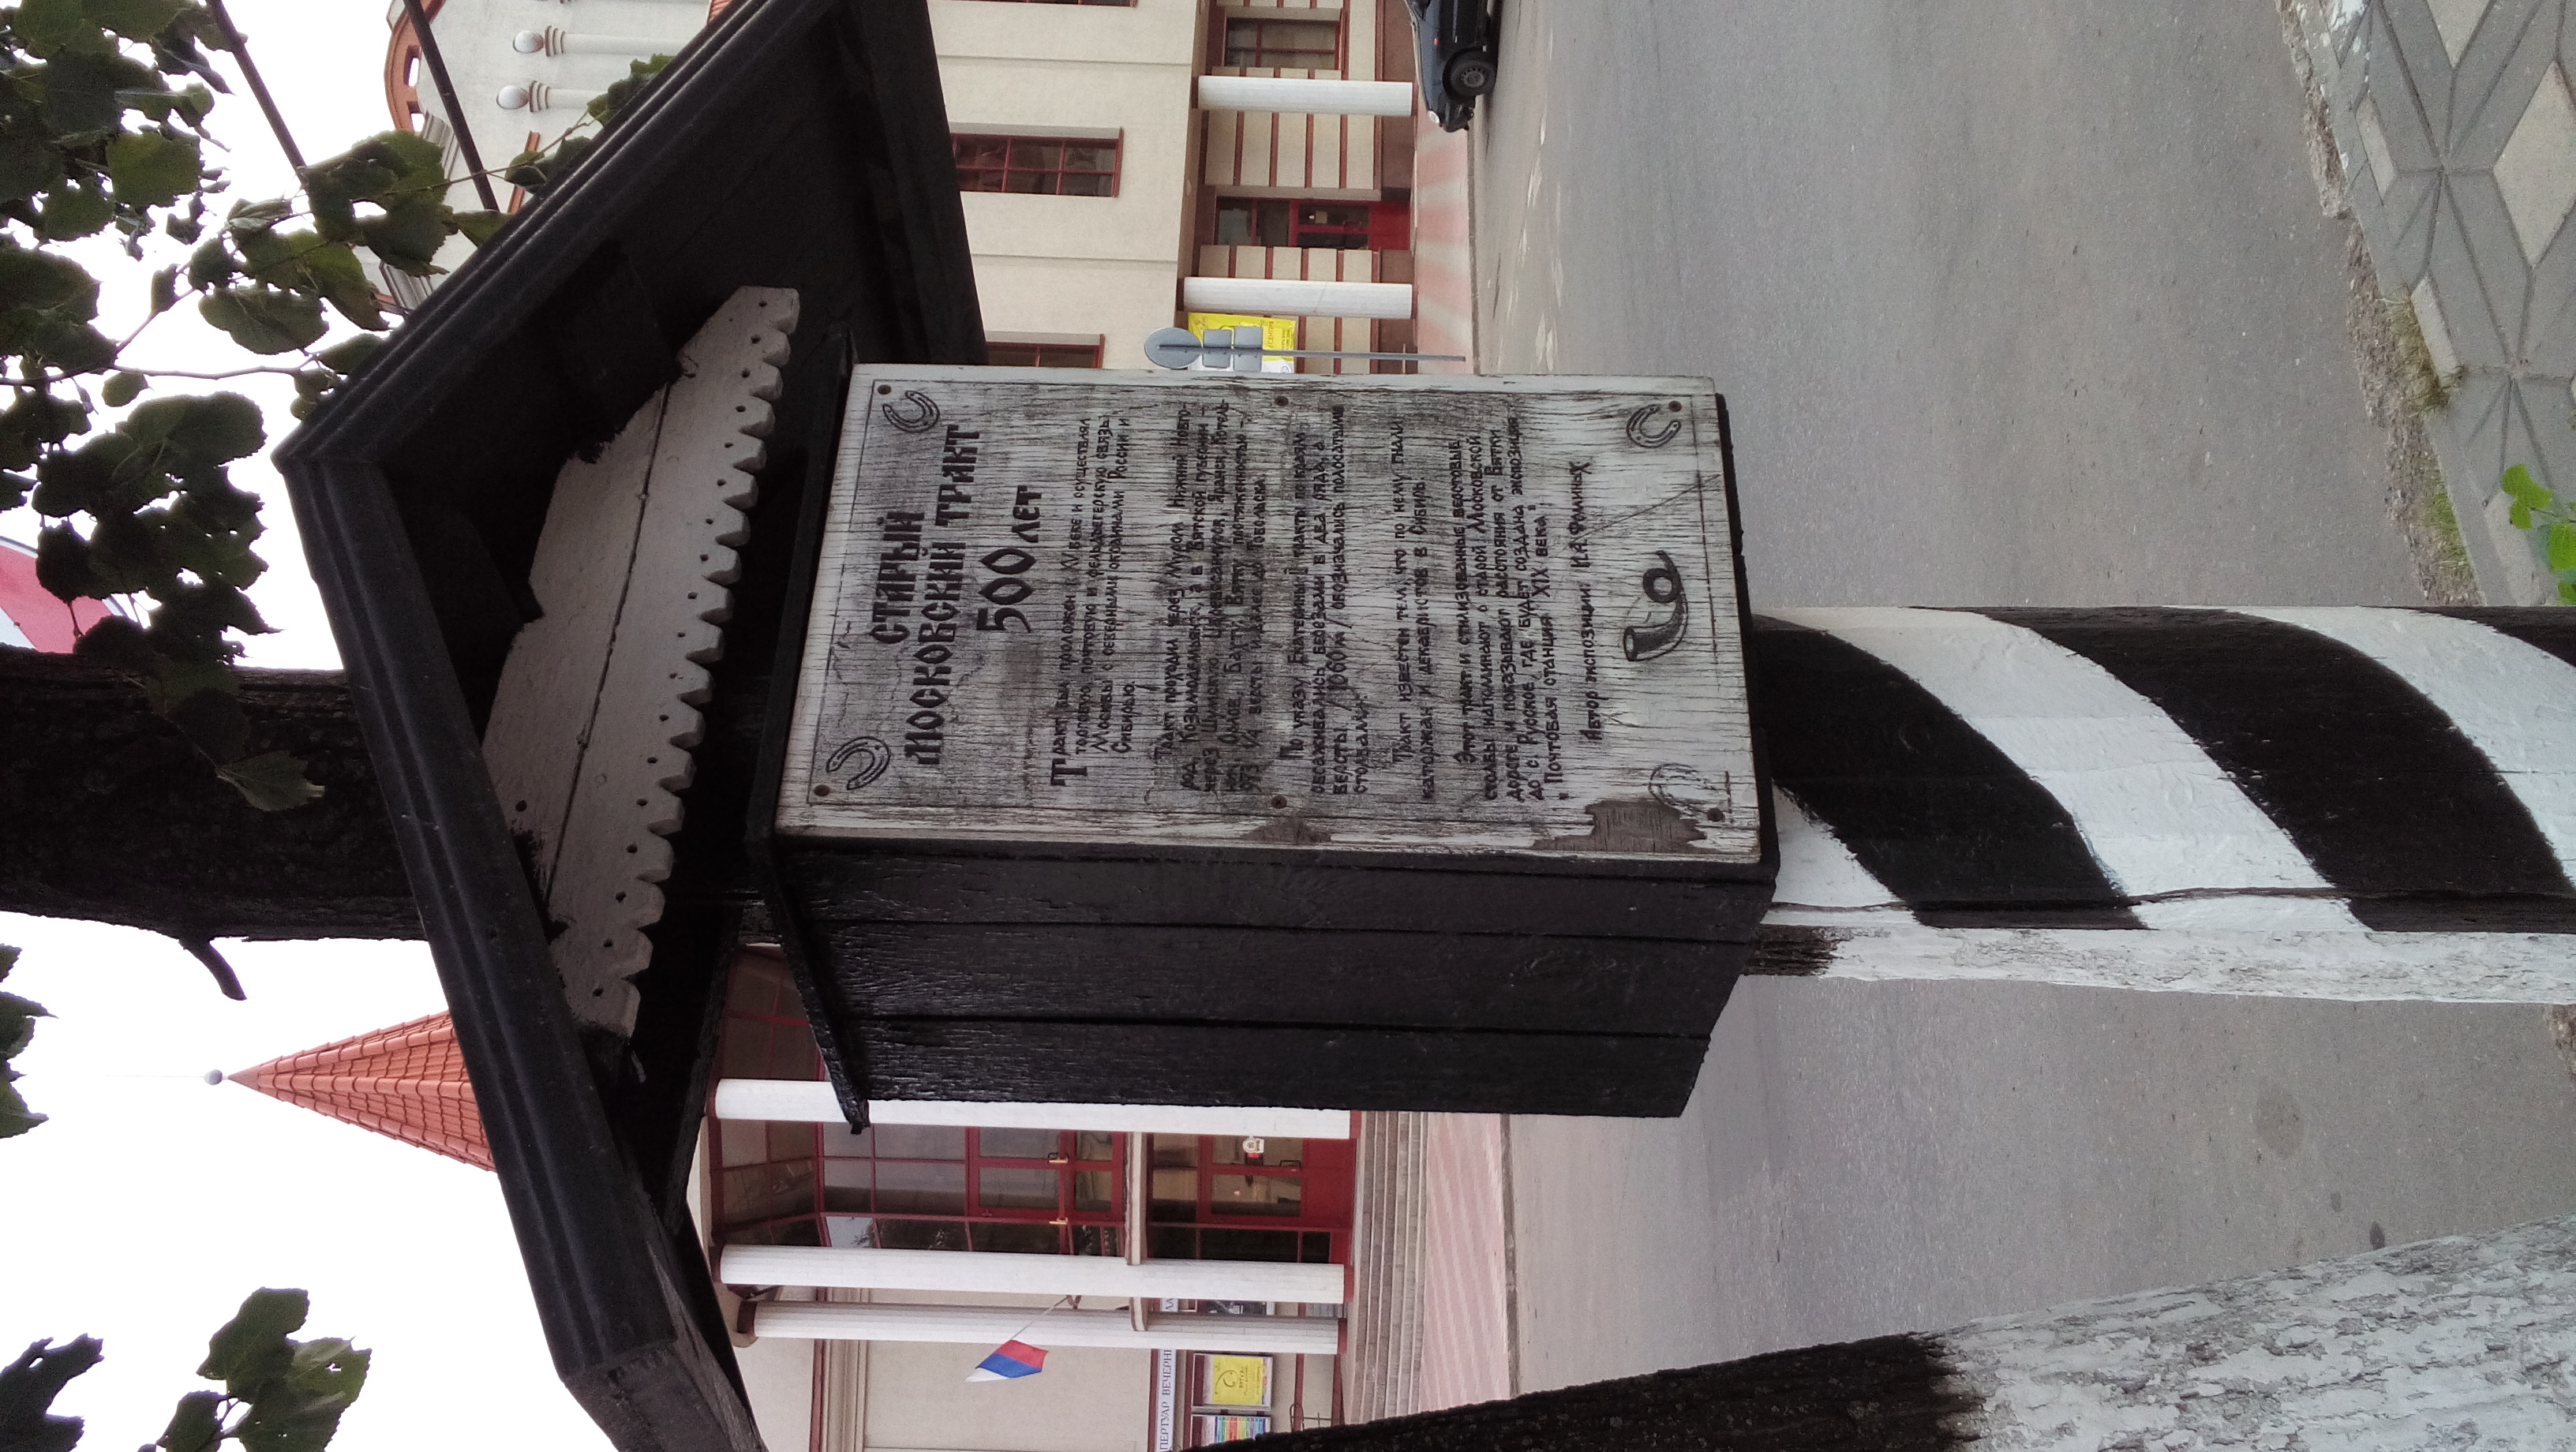 СТАРЫЙ
МОСКОВСКИЙ ТРАКТ
500 ЛЕТ
Тракт был проложен в XV веке и осуществлял
торговую, почтовую и фельдъегерскую связь
Москвы с северными окраинами России и
Сибирью.
Тракт проходил через Муром, Нижний Новго-
род, Козьмодемьянск, а в Вятской губернии -
через Шумскую, Царевосанчурск, Яранск, Котель-
нич, Орлов, Бахту, Вятку протяженностью -
973 1/4 версты и далее до Тобольска.
По указу Екатерины II тракты по краям
обсаживались березами в два ряда, а
версты /1060 м/ обозначались полосатыми
столбами.
Тракт известен тем, что по нему гнали
каторжан и декабристов в Сибирь.
Этот тракт и стилизованные верстовые
столбы напоминают о старой Московской
дороге и показывают расстояния от Вятки
до с. Русское, где будет создана экспозиция
„Почтовая станция XIX века".
Автор экспозиции: И.А. Фоминых
ПЕРТУАР ВЕЧЕРН
ВЯТКА